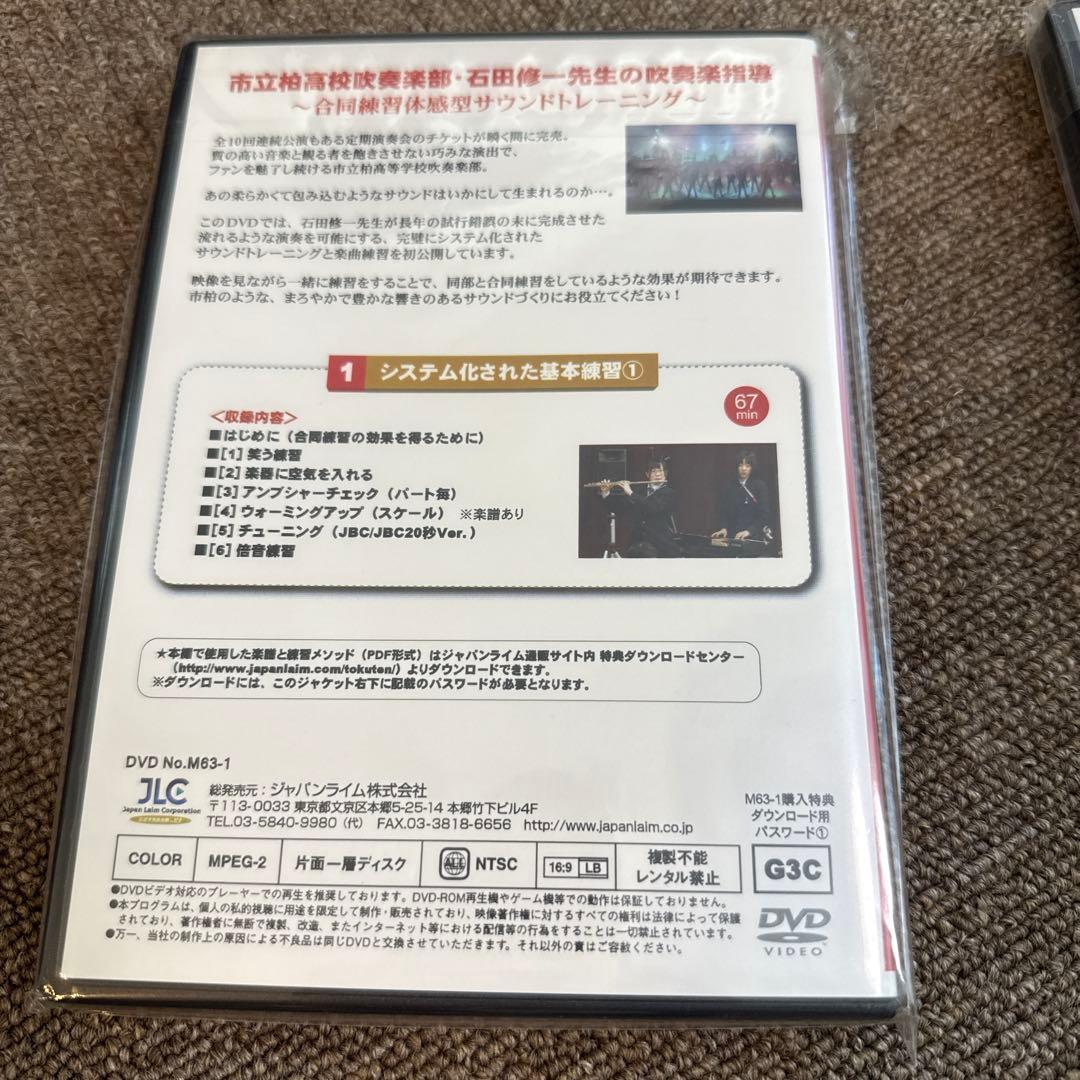 市立柏高校吹奏楽部・石田修一先生の吹奏楽指導
～合同練習体感型サウンドトレーニング～
全10回連続公演もある定期演奏会のチケットが瞬く間に完売。
質の高い音楽と観る者を飽きさせない巧みな演出で、
ファンを魅了し続ける市立柏高等学校吹奏楽部。
あの柔らかくて包み込むようなサウンドはいかにして生まれるのか…。
このDVDでは、石田修一先生が長年の試行錯誤の末に完成させた
流れるような演奏を可能にする、完璧にシステム化された
サウンドトレーニングと楽曲練習を初公開しています。
映像を見ながら一緒に練習をすることで、同部と合同練習をしているような効果が期待できます。
市柏のような、まろやかで豊かな響きのあるサウンドづくりにお役立てください！
1 システム化された基本練習①
67 min
＜収録内容＞
■はじめに（合同練習の効果を得るために）
■[1] 笑う練習
■[2] 楽器に空気を入れる
■[3] アンブシャーチェック（パート毎）
■[4] ウォーミングアップ（スケール） ※楽譜あり
■[5] チューニング（JBC/JBC20秒Ver.）
■[6] 倍音練習
★本編で使用した楽譜と練習メソッド（PDF形式）はジャパンライム通販サイト内 特典ダウンロードセンター
（http://www.japanlaim.com/tokuten/）よりダウンロードできます。
※ダウンロードには、このジャケット右下に記載のパスワードが必要となります。
DVD No.M63-1
JLC
Japan Laim Corporation
総発売元：ジャパンライム株式会社
〒113-0033 東京都文京区本郷5-25-14 本郷竹下ビル4F
TEL.03-5840-9980（代） FAX.03-3818-6656 http://www.japanlaim.co.jp
M63-1購入特典
ダウンロード用
パスワード①
G3C
COLOR MPEG-2 片面一層ディスク ALL NTSC 16:9 LB 複製不能 レンタル禁止
●DVDビデオ対応のプレーヤーでの再生を推奨しております。DVD-ROM再生機やゲーム機等での動作は保証しておりません。
●本プログラムは、個人の私的視聴に用途を限定して制作・販売されており、映像著作権に対するすべての権利は法律によって保護
されており、著作権者に無断で複製、改造、またインターネット等における配信等の行為をすることは一切禁止されています。
●万一、当社の制作上の原因による不良品は同じDVDと交換させていただきます。それ以外の責はご容赦ください。
DVD
VIDEO